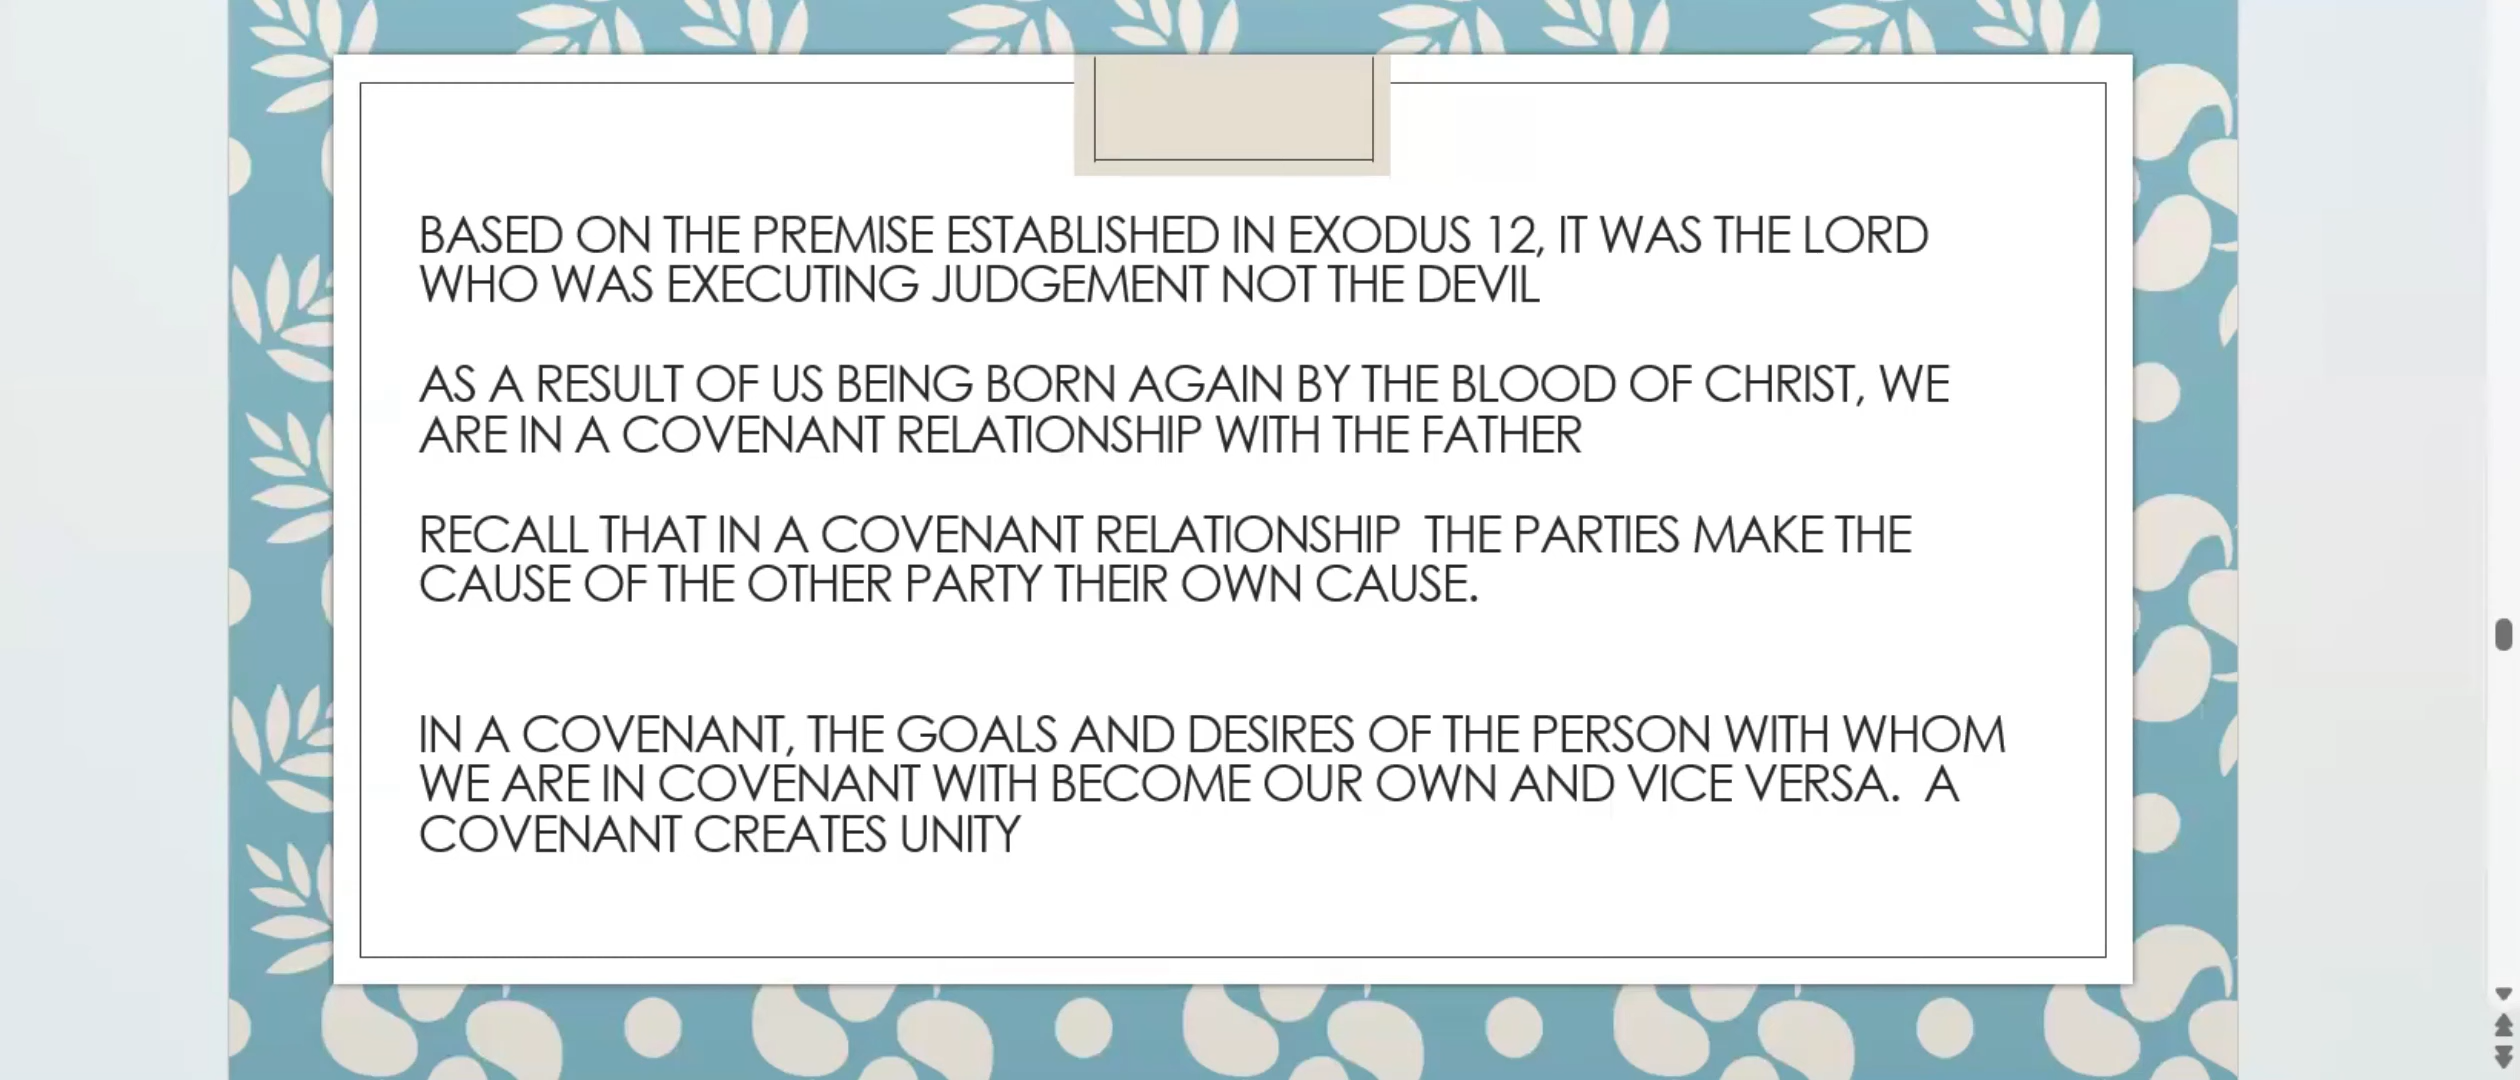 BASED ON THE PREMISE ESTABLISHED IN EXODUS 12, IT WAS THE LORD
WHO WAS EXECUTING JUDGEMENT NOT THE DEVIL
AS A RESULT OF US BEING BORN AGAIN BY THE BLOOD OF CHRIST, WE
ARE IN A COVENANT RELATIONSHIP WITH THE FATHER
RECALL THAT IN A COVENANT RELATIONSHIP  THE PARTIES MAKE THE
CAUSE OF THE OTHER PARTY THEIR OWN CAUSE.
IN A COVENANT, THE GOALS AND DESIRES OF THE PERSON WITH WHOM
WE ARE IN COVENANT WITH BECOME OUR OWN AND VICE VERSA.  A
COVENANT CREATES UNITY